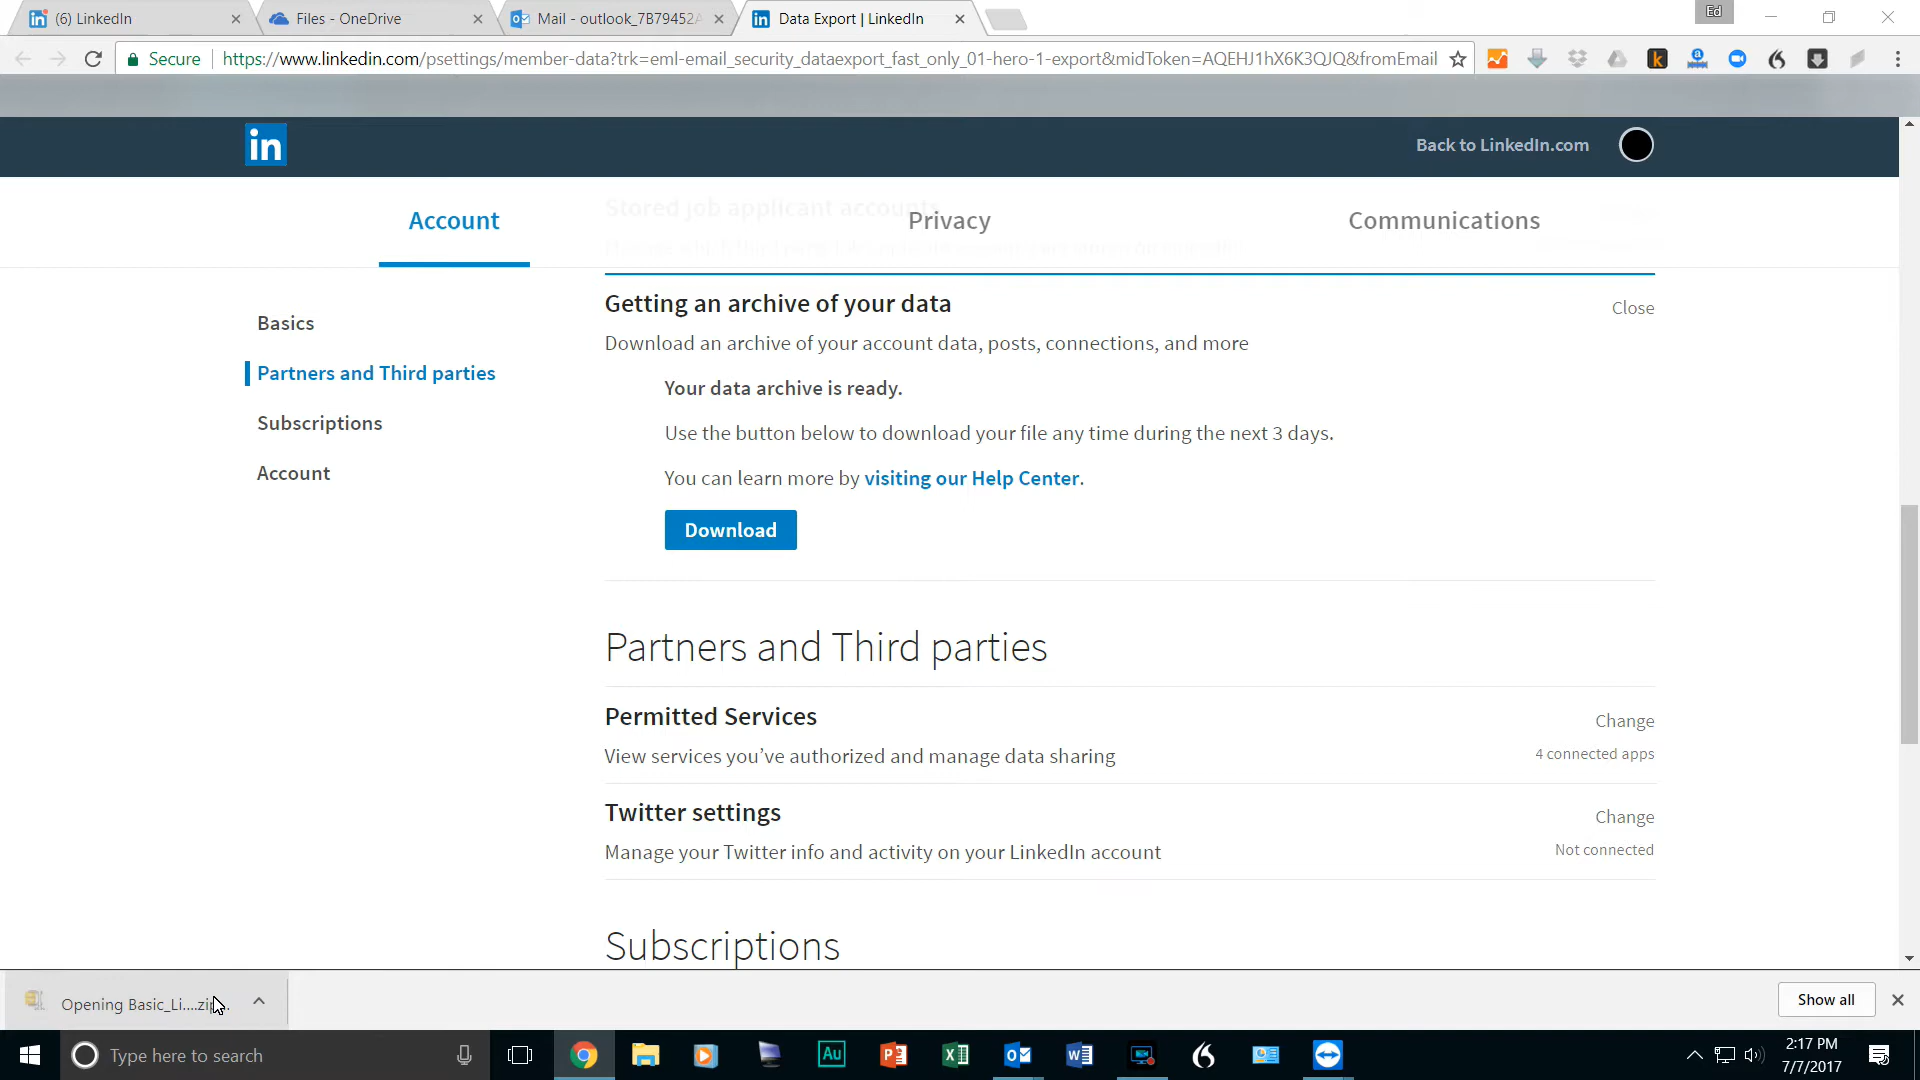 (6) LinkedIn
Files - OneDrive
Mail - outlook_7B79452A
Data Export | LinkedIn
Ed
Secure
https://www.linkedin.com/psettings/member-data?trk=eml-email_security_dataexport_fast_only_01-hero-1-export&midToken=AQEHJ1hX6K3QJQ&fromEmail
in
Back to LinkedIn.com
Stored job applicant accounts
Account
Privacy
Communications
Basics
Partners and Third parties
Subscriptions
Account
Getting an archive of your data
Close
Download an archive of your account data, posts, connections, and more
Your data archive is ready.
Use the button below to download your file any time during the next 3 days.
You can learn more by visiting our Help Center.
Download
Partners and Third parties
Permitted Services
Change
View services you’ve authorized and manage data sharing
4 connected apps
Twitter settings
Change
Manage your Twitter info and activity on your LinkedIn account
Not connected
Subscriptions
Opening Basic_Li....zip...
Show all
Type here to search
2:17 PM
7/7/2017